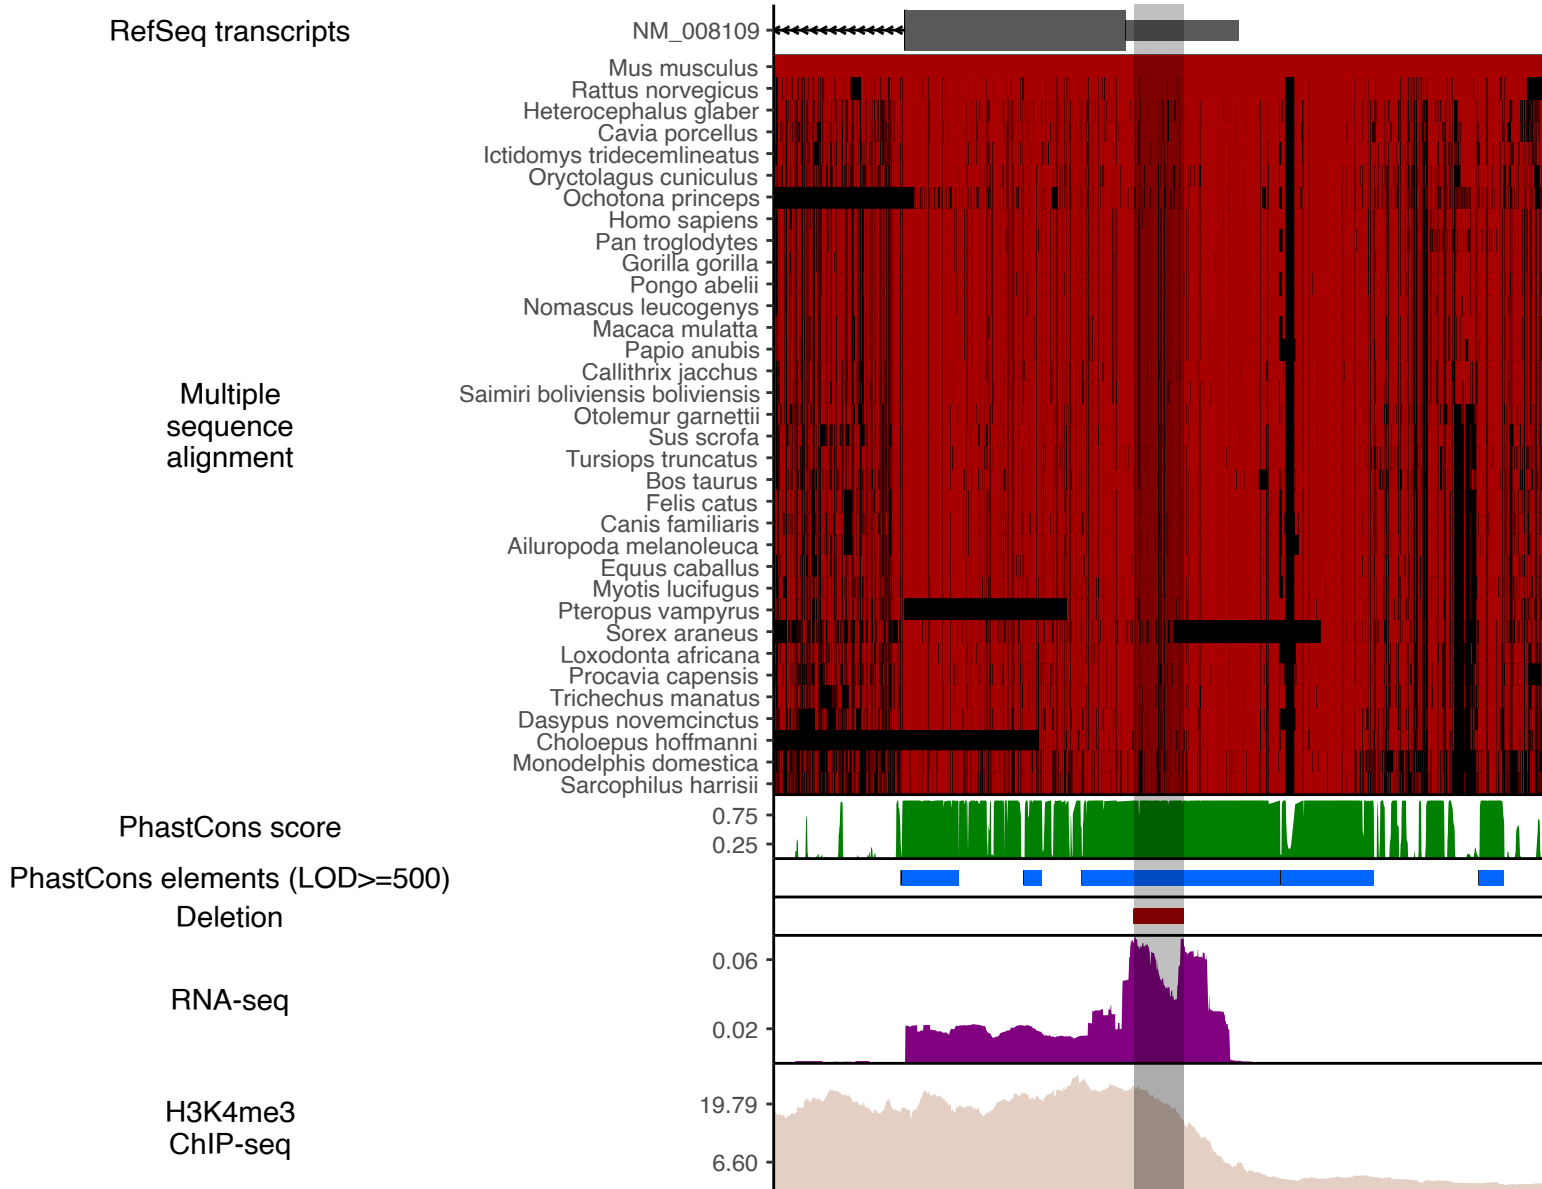 RefSeq transcripts
NM_008109
Mus musculus
Rattus norvegicus
Heterocephalus glaber
Cavia porcellus
Ictidomys tridecemlineatus
Oryctolagus cuniculus
Ochotona princeps
Homo sapiens
Pan troglodytes
Gorilla gorilla
Pongo abelii
Nomascus leucogenys
Macaca mulatta
Papio anubis
Callithrix jacchus
Saimiri boliviensis boliviensis
Otolemur garnettii
Sus scrofa
Tursiops truncatus
Bos taurus
Felis catus
Canis familiaris
Ailuropoda melanoleuca
Equus caballus
Myotis lucifugus
Pteropus vampyrus
Sorex araneus
Loxodonta africana
Procavia capensis
Trichechus manatus
Dasypus novemcinctus
Choloepus hoffmanni
Monodelphis domestica
Sarcophilus harrisii
Multiple
sequence
alignment
PhastCons score
0.75
0.25
PhastCons elements (LOD>=500)
Deletion
RNA-seq
0.06
0.02
H3K4me3
ChIP-seq
19.79
6.60